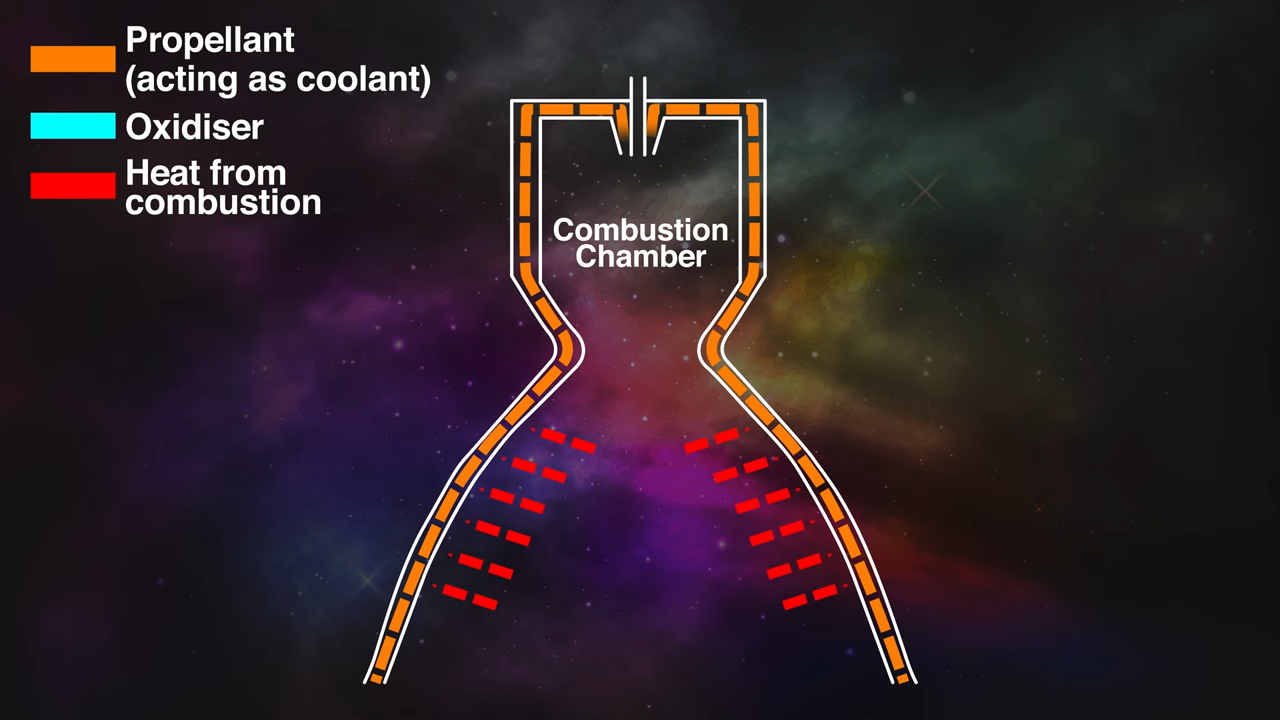 Propellant
(acting as coolant)
Oxidiser
Heat from
combustion
Combustion
Chamber